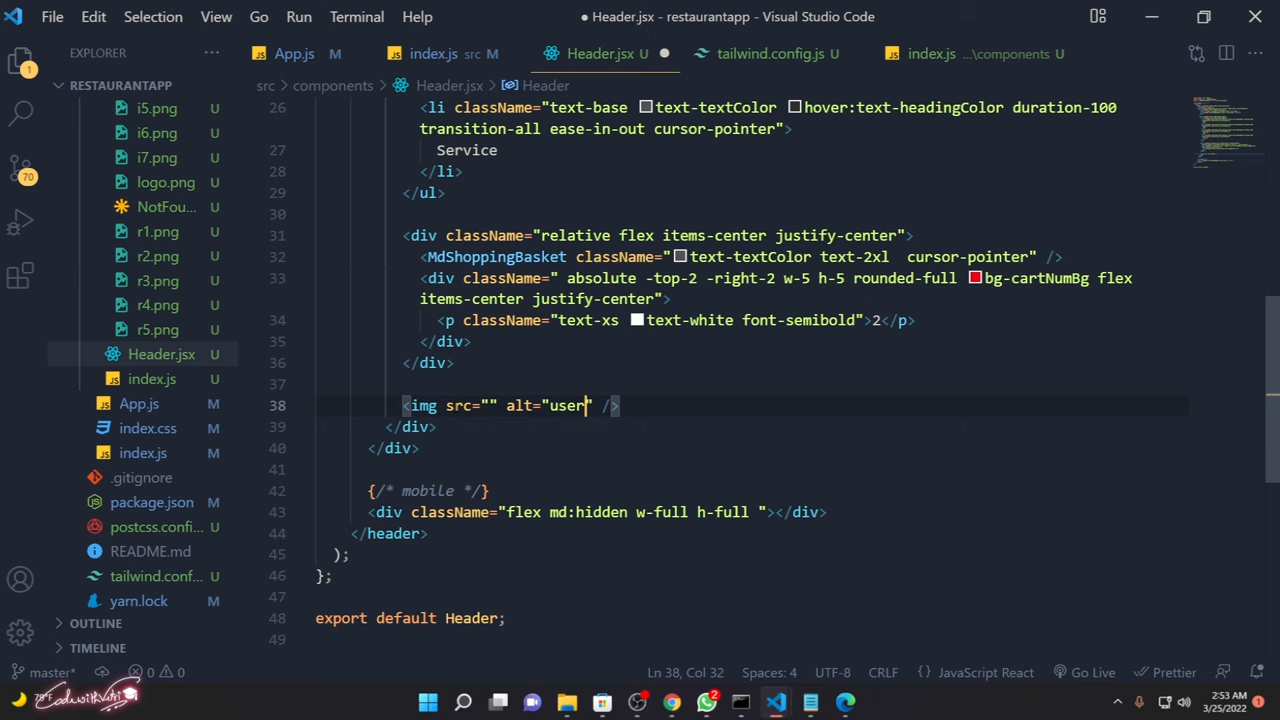 File Edit Selection View Go Run Terminal Help
● Header.jsx - restaurantapp - Visual Studio Code
EXPLORER
App.js M
index.js src M
Header.jsx U
tailwind.config.js U
index.js ...\components U
RESTAURANTAPP
src > components > Header.jsx > Header
i5.png U
i6.png U
i7.png U
logo.png U
NotFou... U
r1.png U
r2.png U
r3.png U
r4.png U
r5.png U
Header.jsx U
index.js U
App.js M
index.css M
index.js M
.gitignore
package.json M
postcss.confi... U
README.md
tailwind.conf... U
yarn.lock M
OUTLINE
TIMELINE
1
70
26 <li className="text-base text-textColor hover:text-headingColor duration-100
transition-all ease-in-out cursor-pointer">
27 Service
28 </li>
29 </ul>
30
31 <div className="relative flex items-center justify-center">
32 <MdShoppingBasket className="text-textColor text-2xl  cursor-pointer" />
33 <div className=" absolute -top-2 -right-2 w-5 h-5 rounded-full bg-cartNumBg flex
items-center justify-center">
34 <p className="text-xs text-white font-semibold">2</p>
35 </div>
36 </div>
37
38 <img src="" alt="user" />
39 </div>
40 </div>
41
42 {/* mobile */}
43 <div className="flex md:hidden w-full h-full "></div>
44 </header>
45 );
46 };
47
48 export default Header;
49
master* 0 0
Ln 38, Col 32 Spaces: 4 UTF-8 CRLF { } JavaScript React Go Live Prettier
2
2:53 AM
3/25/2022